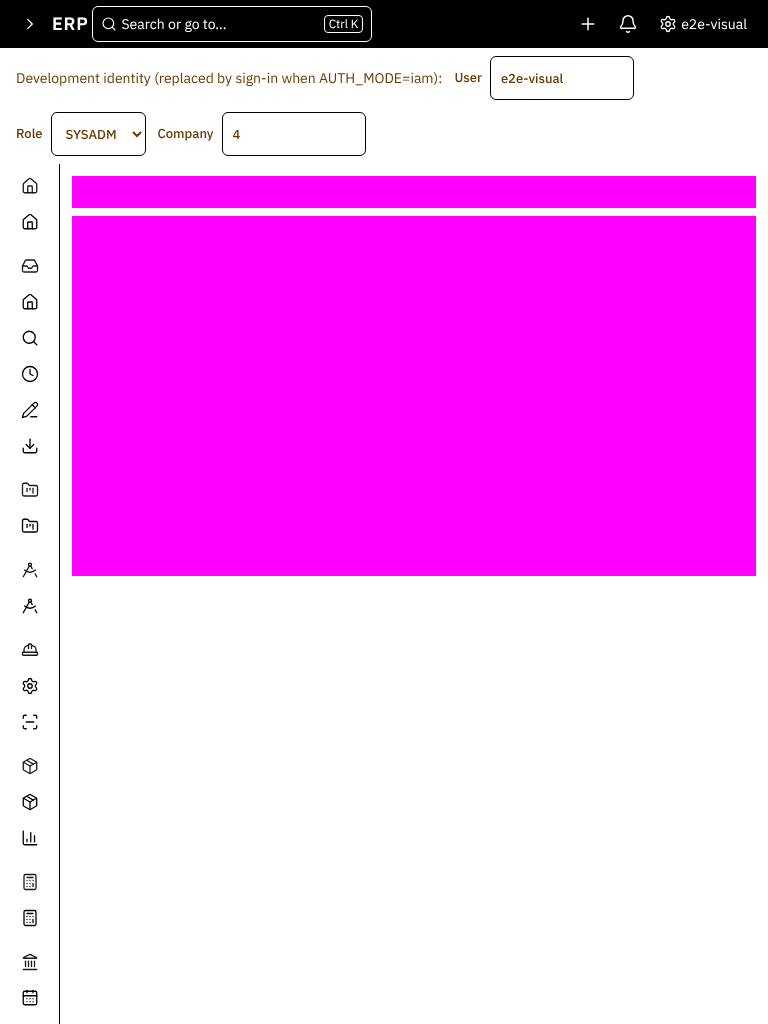 ERP Search or go to... Ctrl K e2e-visual
Development identity (replaced by sign-in when AUTH_MODE=iam): User e2e-visual
Role SYSADM Company 4